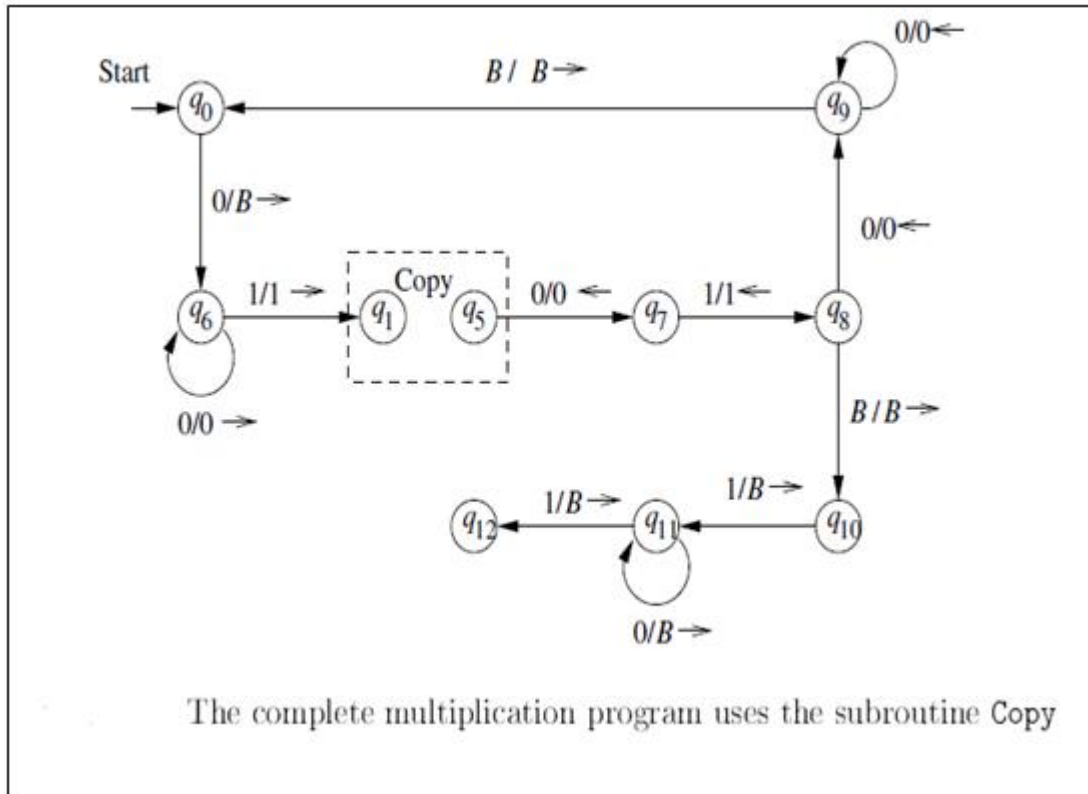 0/0←
Start
B / B→
q0
q9
0/B→
0/0←
Copy
1/1 →
0/0 ←
1/1←
q6
q1
q5
q7
q8
0/0 →
B/B→
1/B→
1/B→
q12
q11
q10
0/B→
The complete multiplication program uses the subroutine Copy